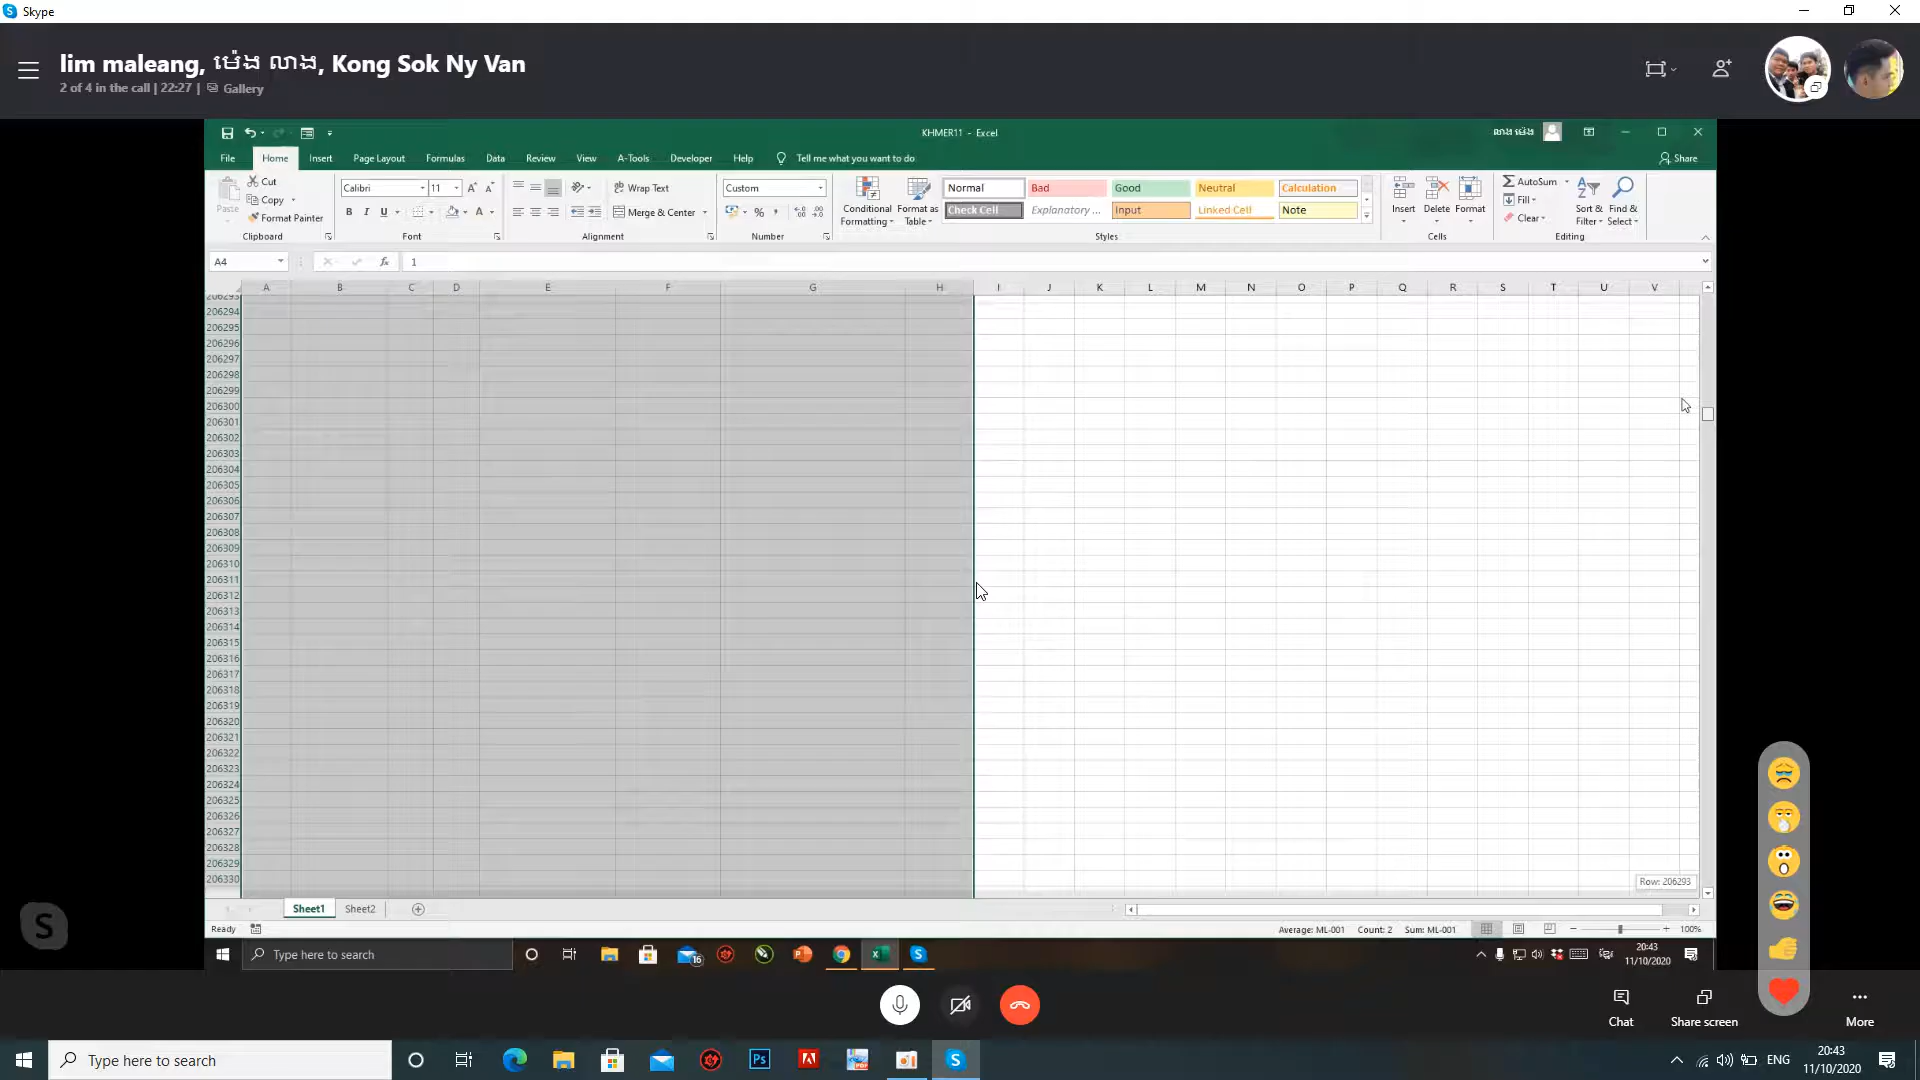 Skype
lim maleang, ម៉េង លាង, Kong Sok Ny Van
2 of 4 in the call | 22:27 | Gallery
KHMER11 - Excel
លាង ម៉េង
File Home Insert Page Layout Formulas Data Review View A-Tools Developer Help Tell me what you want to do Share
Cut
Copy
Format Painter
Paste
Clipboard
Calibri 11
B I U A
Font
Wrap Text
Merge & Center
Alignment
Custom
Number
Conditional Formatting
Format as Table
Normal Bad Good Neutral Calculation
Check Cell Explanatory ... Input Linked Cell Note
Styles
Insert Delete Format
Cells
AutoSum
Fill
Clear
Sort & Filter
Find & Select
Editing
A4 fx 1
A B C D E F G H I J K L M N O P Q R S T U V
206293
206294
206295
206296
206297
206298
206299
206300
206301
206302
206303
206304
206305
206306
206307
206308
206309
206310
206311
206312
206313
206314
206315
206316
206317
206318
206319
206320
206321
206322
206323
206324
206325
206326
206327
206328
206329
206330
Row: 206293
Sheet1 Sheet2
Ready
Average: ML-001 Count: 2 Sum: ML-001 100%
Type here to search
16
20:43
11/10/2020
Chat
Share screen
More
Type here to search
ENG
20:43
11/10/2020